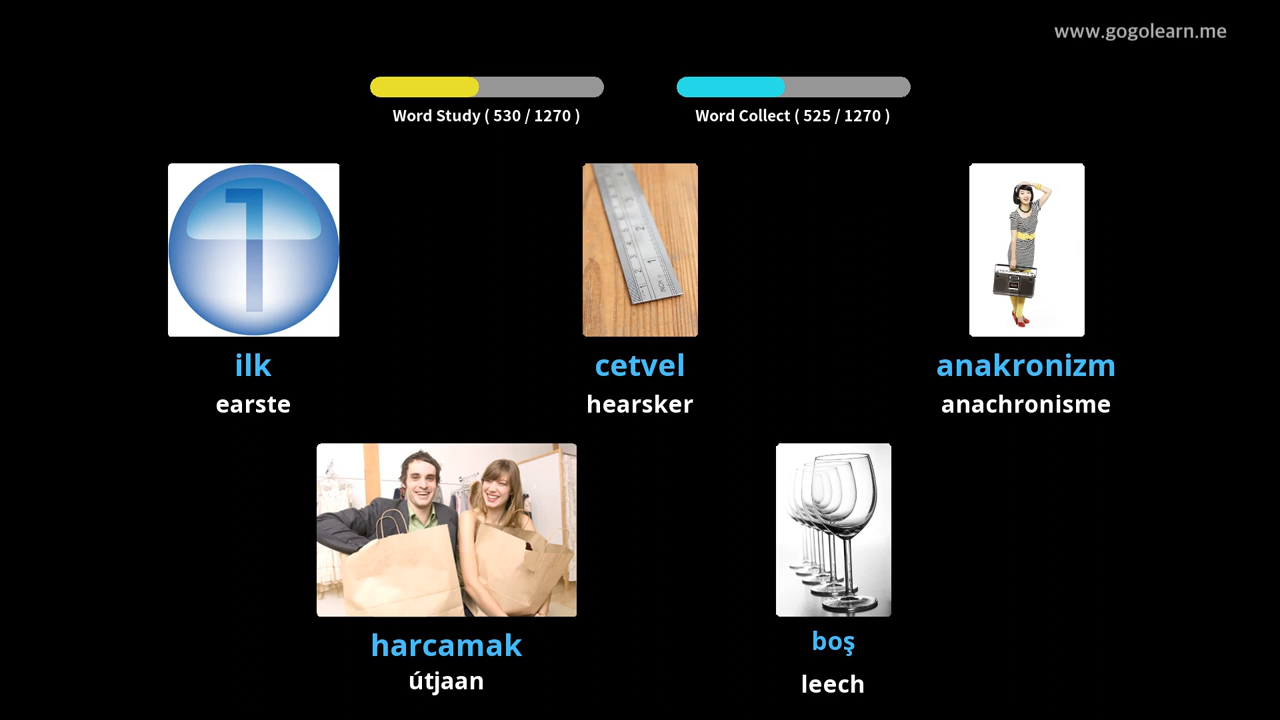 www.gogolearn.me
Word Study ( 530 / 1270 )
Word Collect ( 525 / 1270 )
1
ilk
earste
cetvel
hearsker
anakronizm
anachronisme
harcamak
útjaan
boş
leech